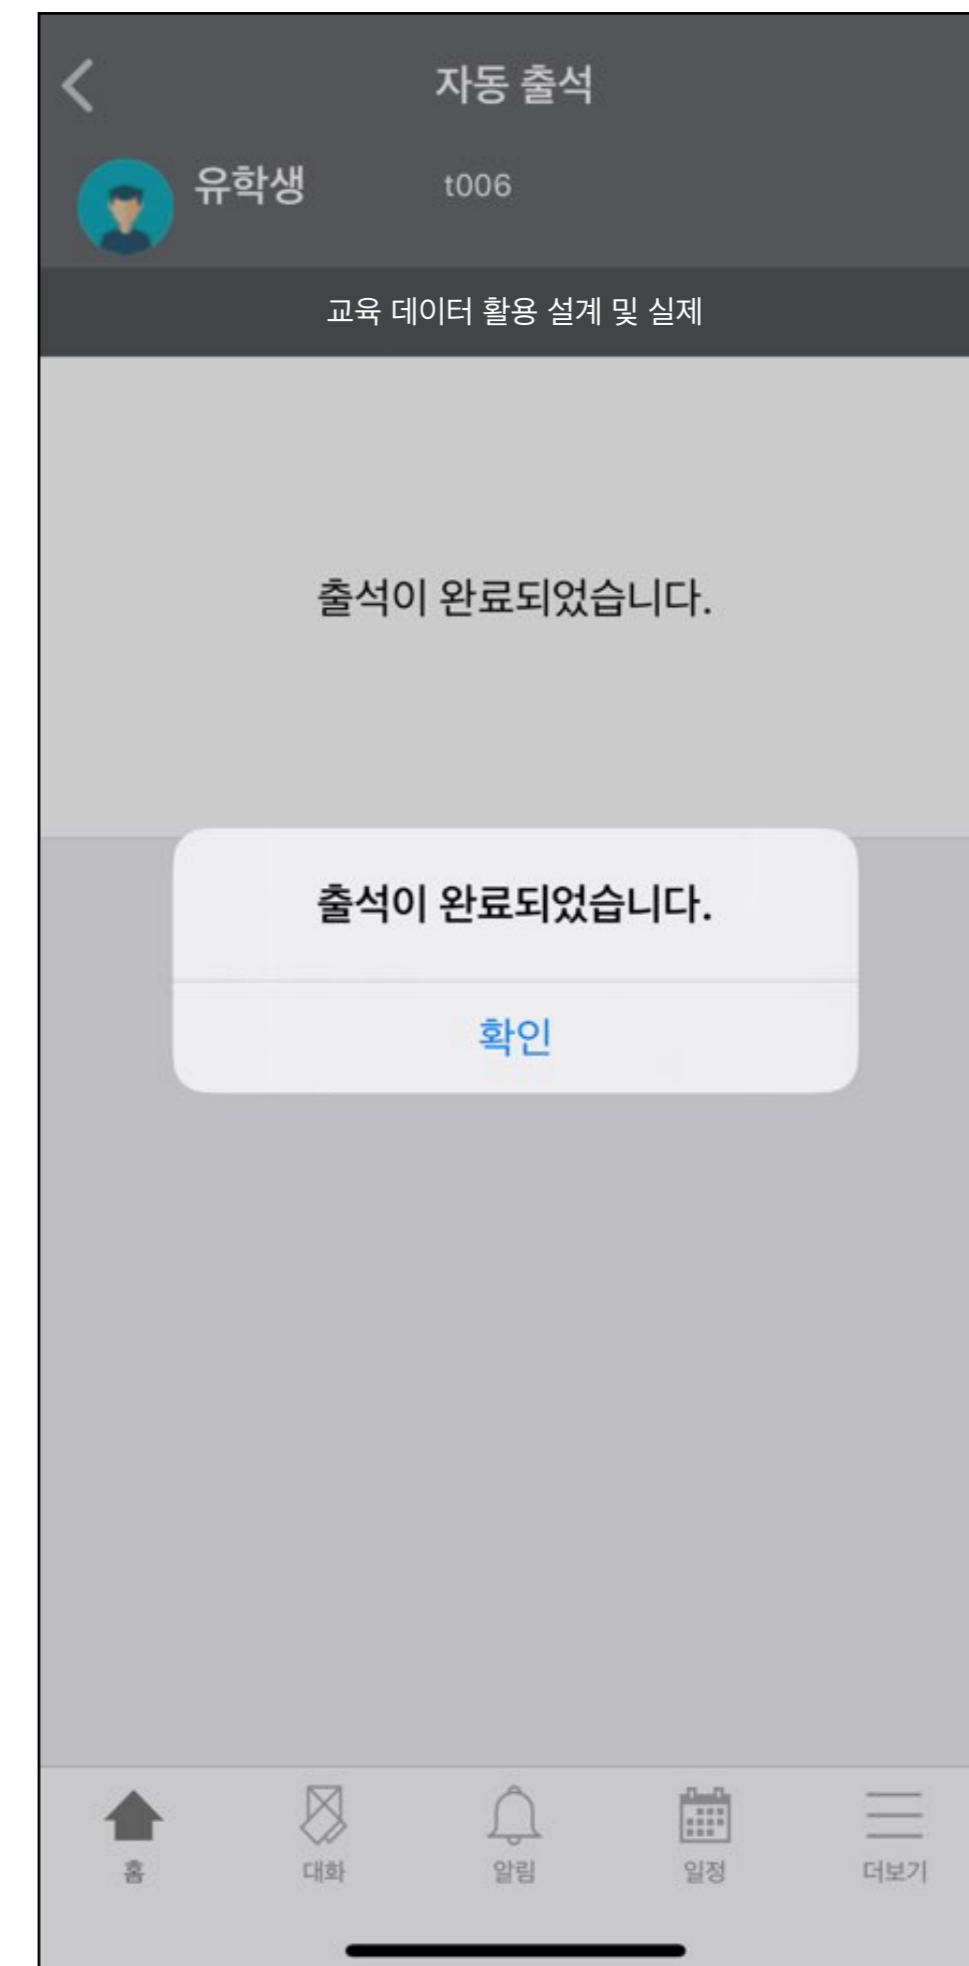 자동 출석
유학생 t006
교육 데이터 활용 설계 및 실제
출석이 완료되었습니다.
출석이 완료되었습니다.
확인
홈 대화 알림 일정 더보기